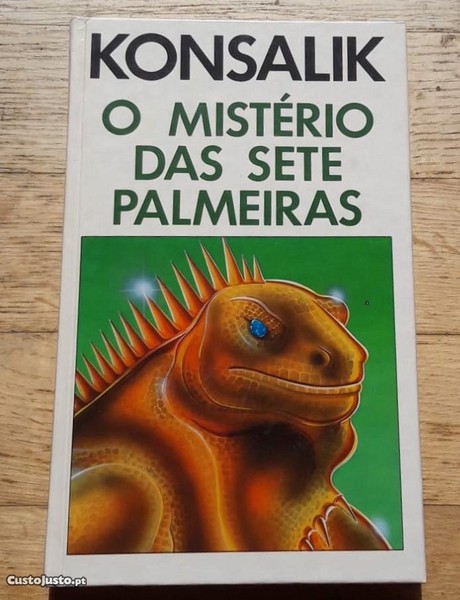 KONSALIK
O MISTÉRIO
DAS SETE
PALMEIRAS
CustoJusto.pt